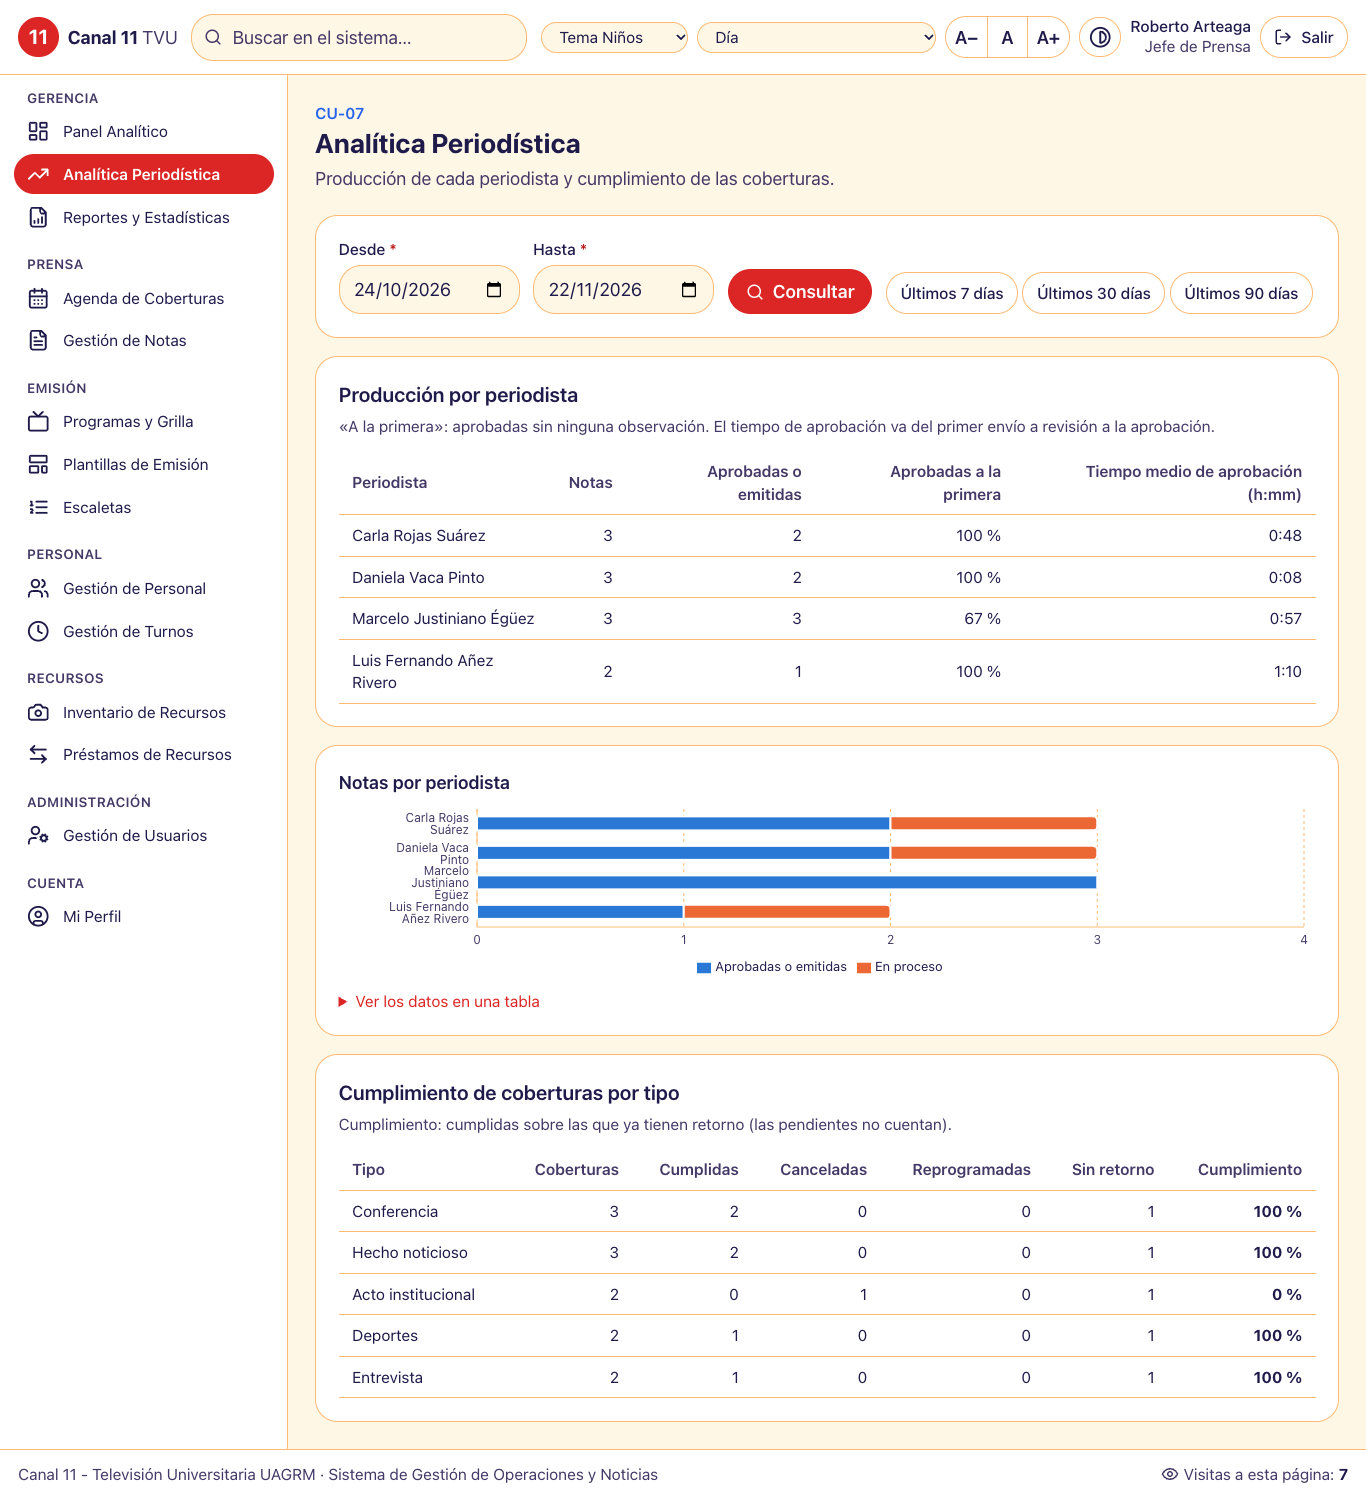 11 Canal 11 TVU
Buscar en el sistema...
Tema Niños
Día
A− A A+
Roberto Arteaga
Jefe de Prensa
Salir
GERENCIA
Panel Analítico
Analítica Periodística
Reportes y Estadísticas
PRENSA
Agenda de Coberturas
Gestión de Notas
EMISIÓN
Programas y Grilla
Plantillas de Emisión
Escaletas
PERSONAL
Gestión de Personal
Gestión de Turnos
RECURSOS
Inventario de Recursos
Préstamos de Recursos
ADMINISTRACIÓN
Gestión de Usuarios
CUENTA
Mi Perfil
CU-07
Analítica Periodística
Producción de cada periodista y cumplimiento de las coberturas.
Desde * Hasta *
24/10/2026 22/11/2026 Consultar Últimos 7 días Últimos 30 días Últimos 90 días
Producción por periodista
«A la primera»: aprobadas sin ninguna observación. El tiempo de aprobación va del primer envío a revisión a la aprobación.
Periodista Notas Aprobadas o emitidas Aprobadas a la primera Tiempo medio de aprobación (h:mm)
Carla Rojas Suárez 3 2 100 % 0:48
Daniela Vaca Pinto 3 2 100 % 0:08
Marcelo Justiniano Égüez 3 3 67 % 0:57
Luis Fernando Añez Rivero 2 1 100 % 1:10
Notas por periodista
Carla Rojas
Suárez
Daniela Vaca
Pinto
Marcelo
Justiniano
Égüez
Luis Fernando
Añez Rivero
0 1 2 3 4
Aprobadas o emitidas En proceso
Ver los datos en una tabla
Cumplimiento de coberturas por tipo
Cumplimiento: cumplidas sobre las que ya tienen retorno (las pendientes no cuentan).
Tipo Coberturas Cumplidas Canceladas Reprogramadas Sin retorno Cumplimiento
Conferencia 3 2 0 0 1 100 %
Hecho noticioso 3 2 0 0 1 100 %
Acto institucional 2 0 1 0 1 0 %
Deportes 2 1 0 0 1 100 %
Entrevista 2 1 0 0 1 100 %
Canal 11 - Televisión Universitaria UAGRM · Sistema de Gestión de Operaciones y Noticias
Visitas a esta página: 7